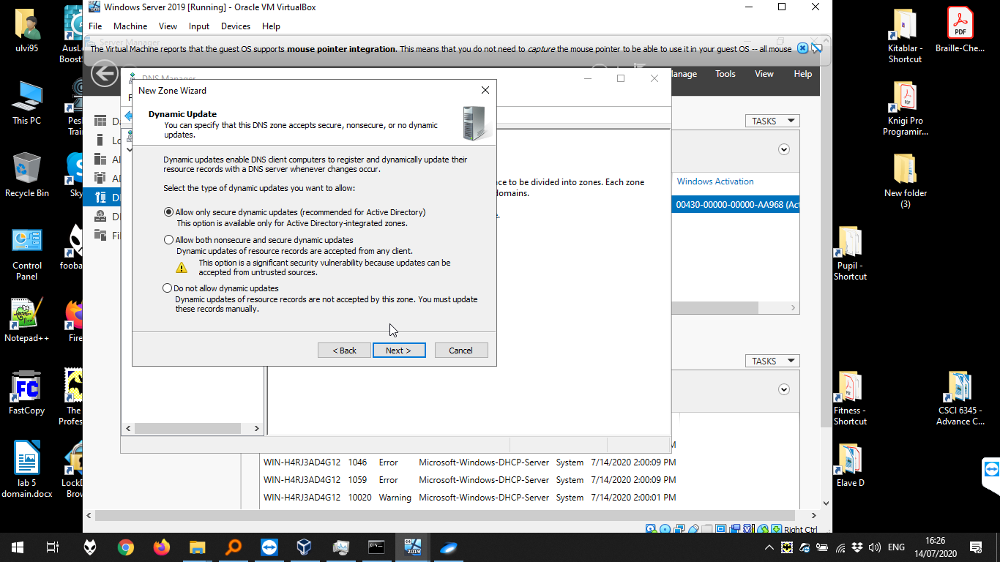 Windows Server 2019 [Running] - Oracle VM VirtualBox
File Machine View Input Devices Help
The Virtual Machine reports that the guest OS supports mouse pointer integration. This means that you do not need to capture the mouse pointer to be able to use it in your guest OS -- all mouse
Server Manager
DNS Manager
anage Tools View Help
New Zone Wizard
Dynamic Update
You can specify that this DNS zone accepts secure, nonsecure, or no dynamic
updates.
Dynamic updates enable DNS client computers to register and dynamically update their
resource records with a DNS server whenever changes occur.
Select the type of dynamic updates you want to allow:
Allow only secure dynamic updates (recommended for Active Directory)
This option is available only for Active Directory-integrated zones.
Allow both nonsecure and secure dynamic updates
Dynamic updates of resource records are accepted from any client.
This option is a significant security vulnerability because updates can be
accepted from untrusted sources.
Do not allow dynamic updates
Dynamic updates of resource records are not accepted by this zone. You must update
these records manually.
< Back Next > Cancel
ce to be divided into zones. Each zone
domains.
TASKS
Windows Activation
00430-00000-00000-AA968 (Act
TASKS
WIN-H4RJ3AD4G12 1046 Error Microsoft-Windows-DHCP-Server System 7/14/2020 2:00:09 PM
WIN-H4RJ3AD4G12 1059 Error Microsoft-Windows-DHCP-Server System 7/14/2020 2:00:09 PM
WIN-H4RJ3AD4G12 10020 Warning Microsoft-Windows-DHCP-Server System 7/14/2020 2:00:01 PM
Right Ctrl
ulvi95
AusL
Boost
This PC
Pes
Trai
Recycle Bin
Sky
Control
Panel
fooba
Notepad++
Fire
FastCopy
The
Profes
lab 5
domain.docx
LockD
Brow
Kitablar -
Shortcut
Braille-Che...
PDF
Knigi Pro
Programir...
New folder
(3)
Pupil -
Shortcut
Fitness -
Shortcut
CSCI 6345 -
Advance C...
Elave D
2019
ENG
16:26
14/07/2020